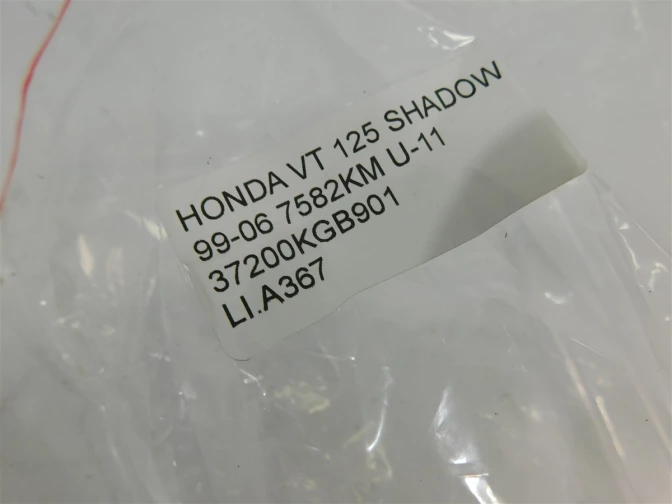 HONDA VT 125 SHADOW
99-06 7582KM U-11
37200KGB901
LI.A367